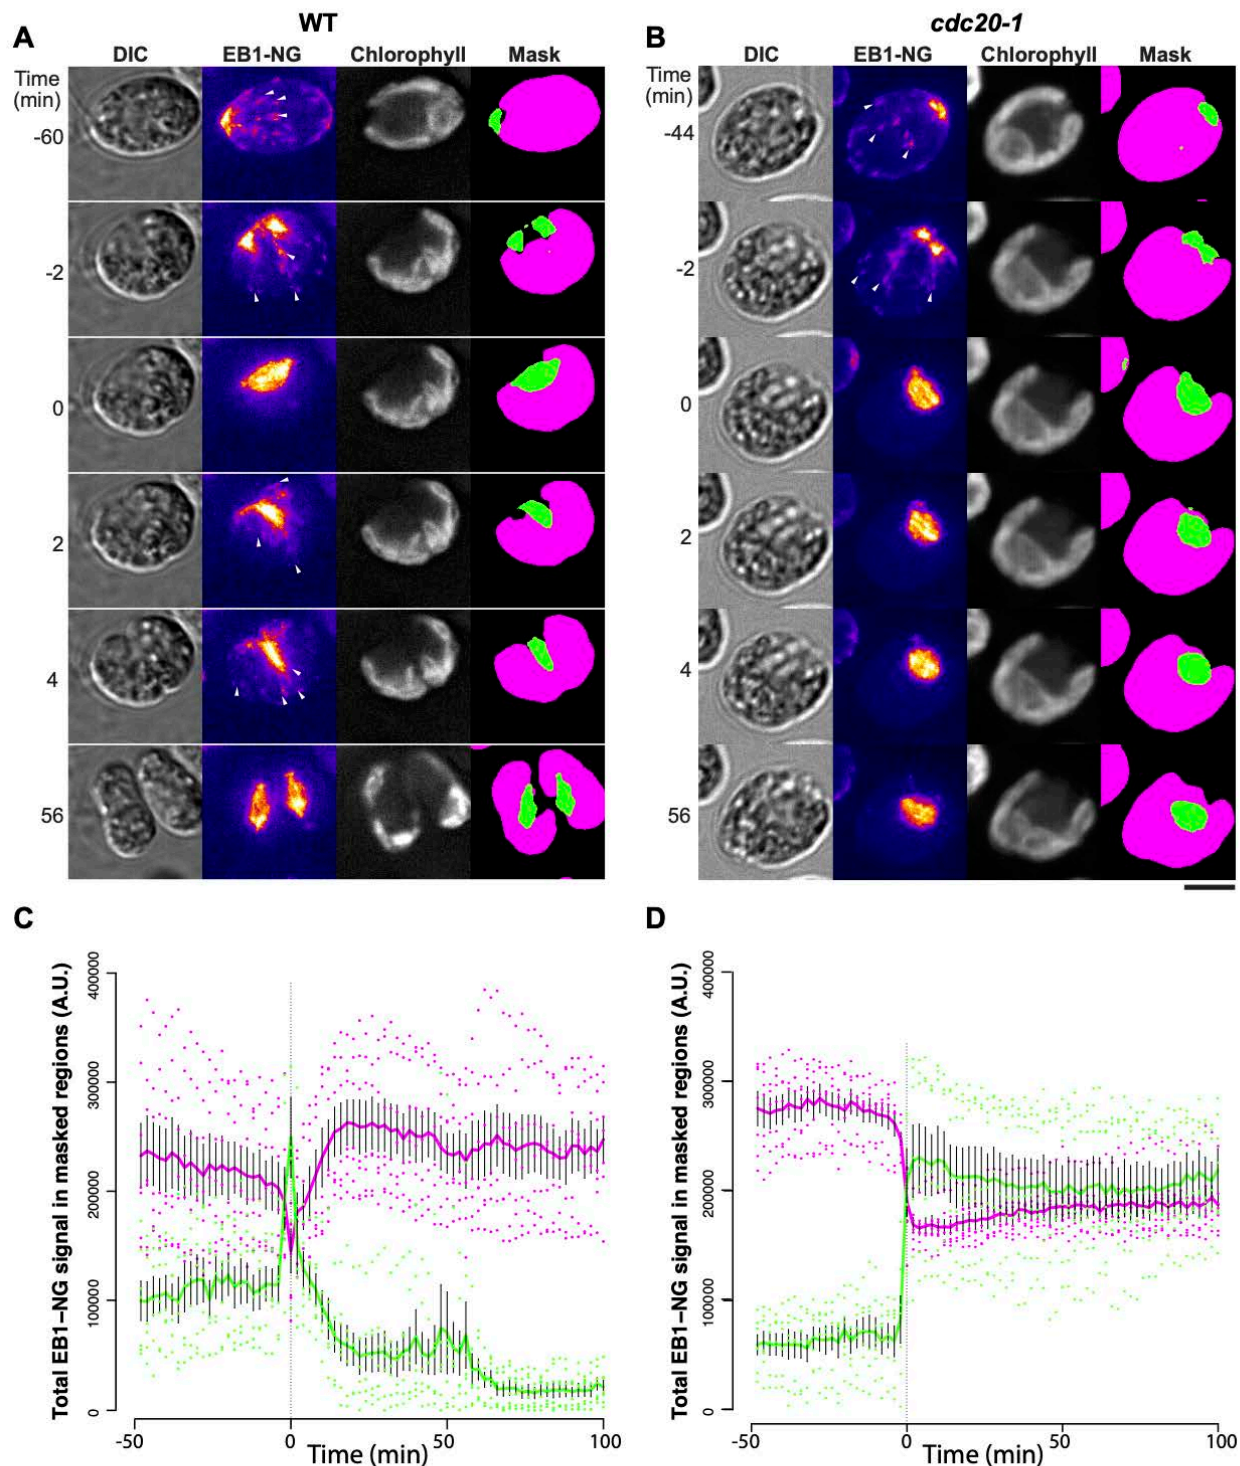 A
WT
DIC EB1-NG Chlorophyll Mask
Time
(min)
-60
-2
0
2
4
56
B
cdc20-1
DIC EB1-NG Chlorophyll Mask
Time
(min)
-44
-2
0
2
4
56
C
Total EB1–NG signal in masked regions (A.U.)
400000
300000
200000
100000
0
-50 0 50 100
Time (min)
D
Total EB1–NG signal in masked regions (A.U.)
400000
300000
200000
100000
0
-50 0 50 100
Time (min)